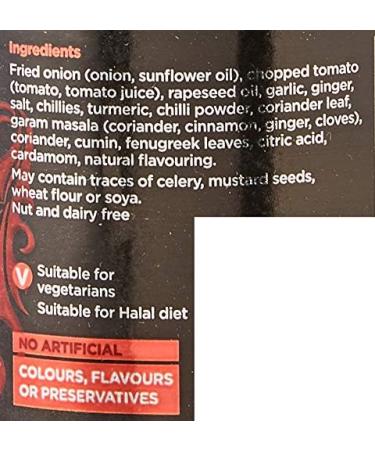 Ingredients
Fried onion (onion, sunflower oil), chopped tomato
(tomato, tomato juice), rapeseed oil, garlic, ginger,
salt, chillies, turmeric, chilli powder, coriander leaf,
garam masala (coriander, cinnamon, ginger, cloves),
coriander, cumin, fenugreek leaves, citric acid,
cardamom, natural flavouring.
May contain traces of celery, mustard seeds,
wheat flour or soya.
Nut and dairy free
V Suitable for
vegetarians
Suitable for Halal diet
NO ARTIFICIAL
COLOURS, FLAVOURS
OR PRESERVATIVES